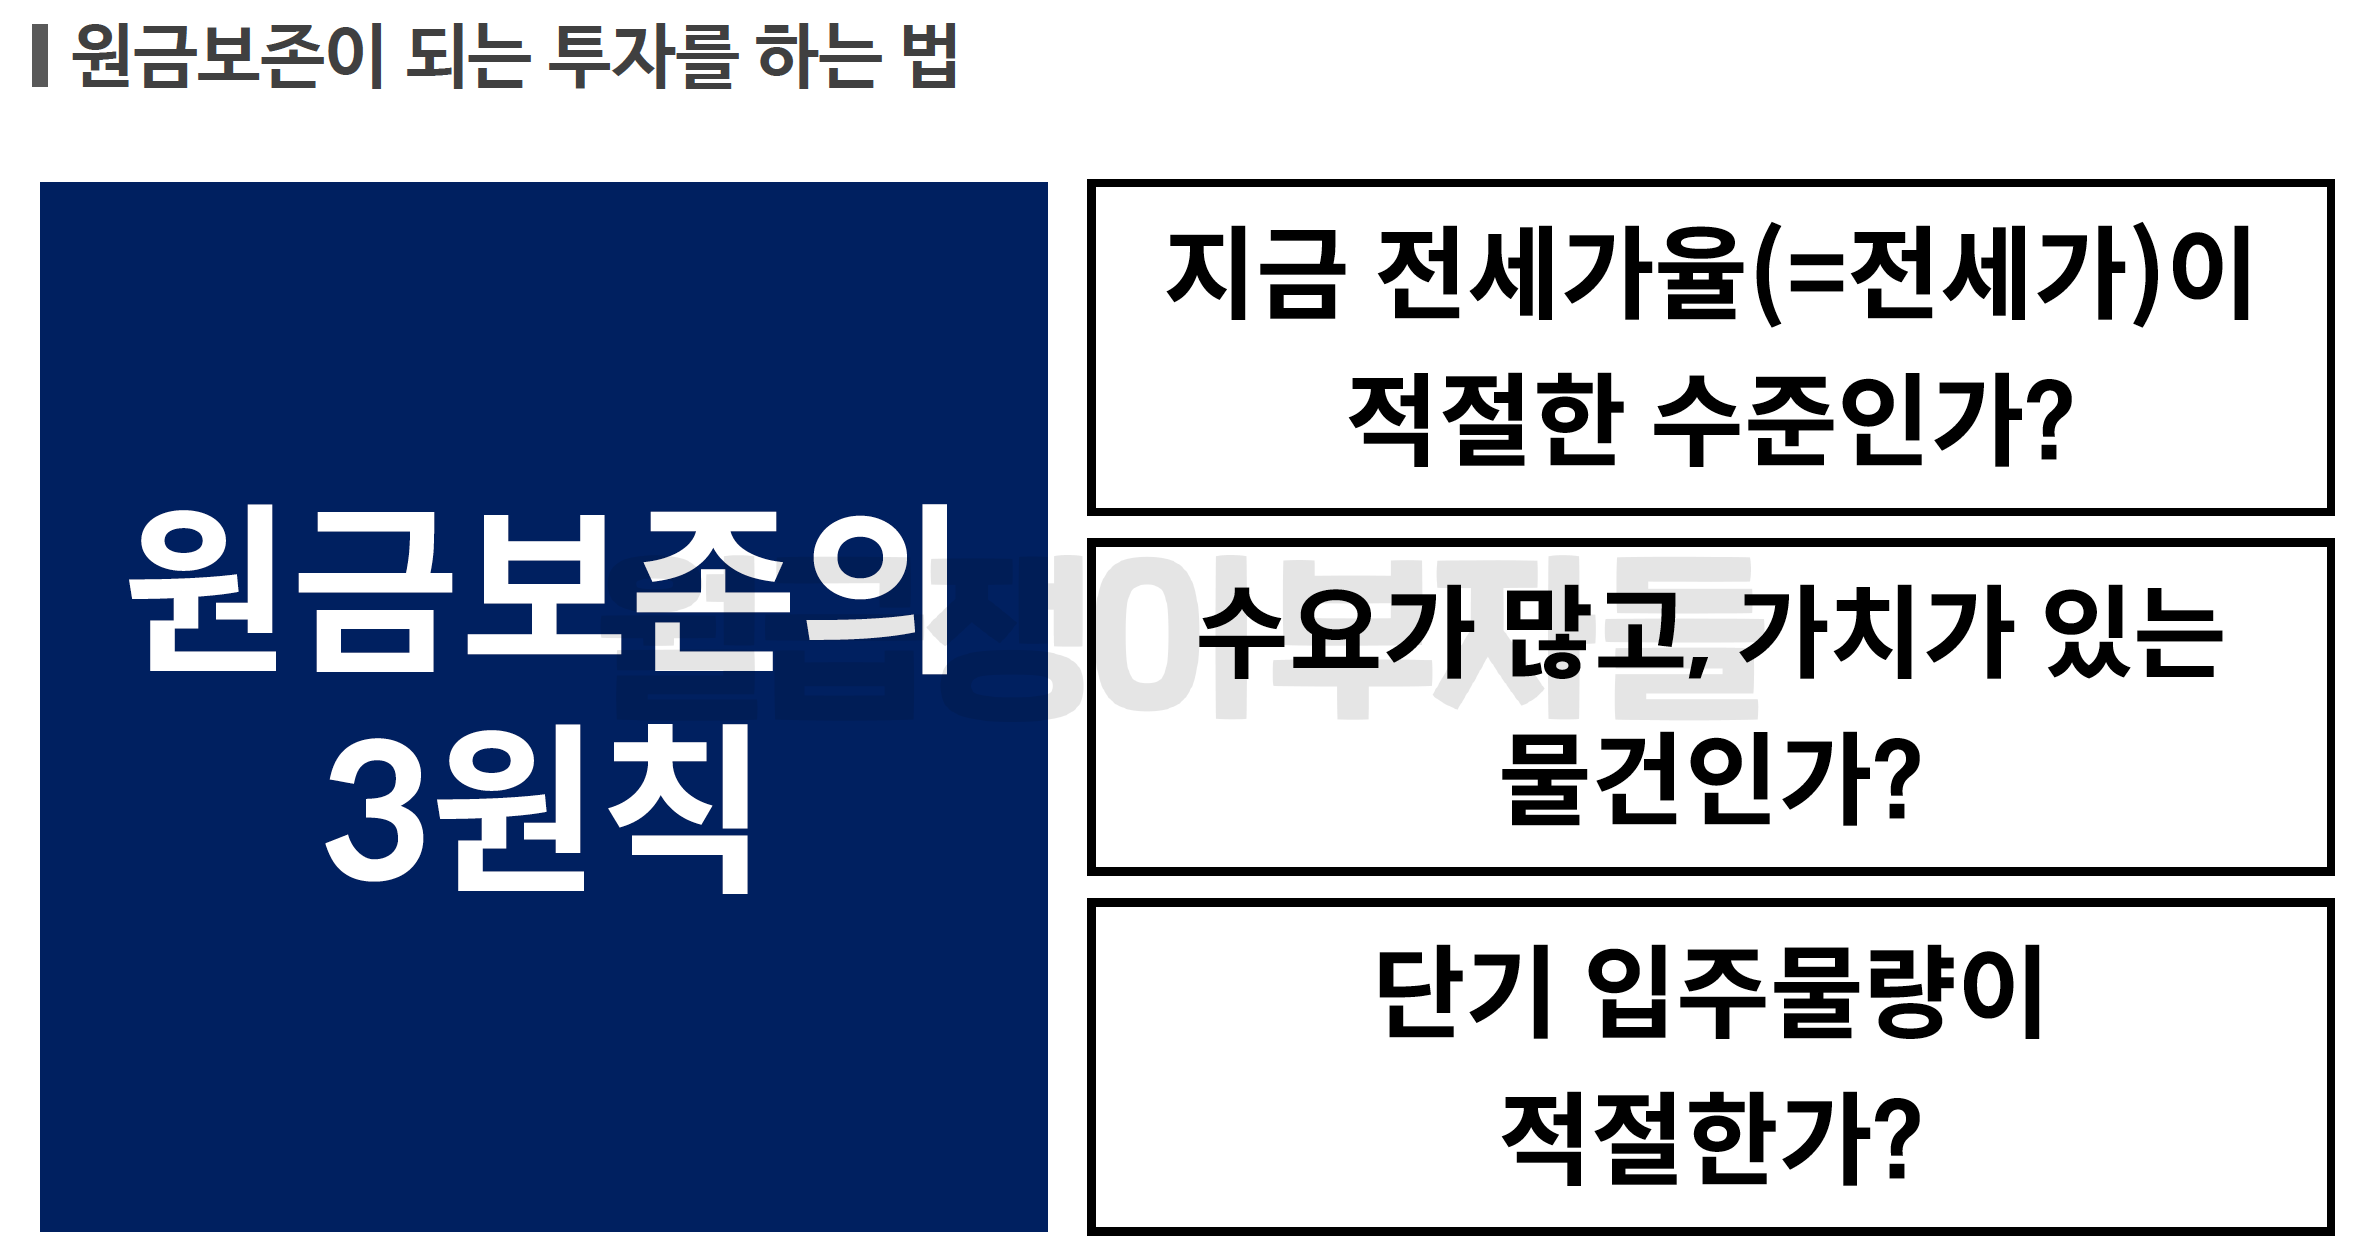 원금보존이 되는 투자를 하는 법
원금보존의
3원칙
지금 전세가율(=전세가)이
적절한 수준인가?
수요가 많고, 가치가 있는
물건인가?
단기 입주물량이
적절한가?
월급쟁이부자들